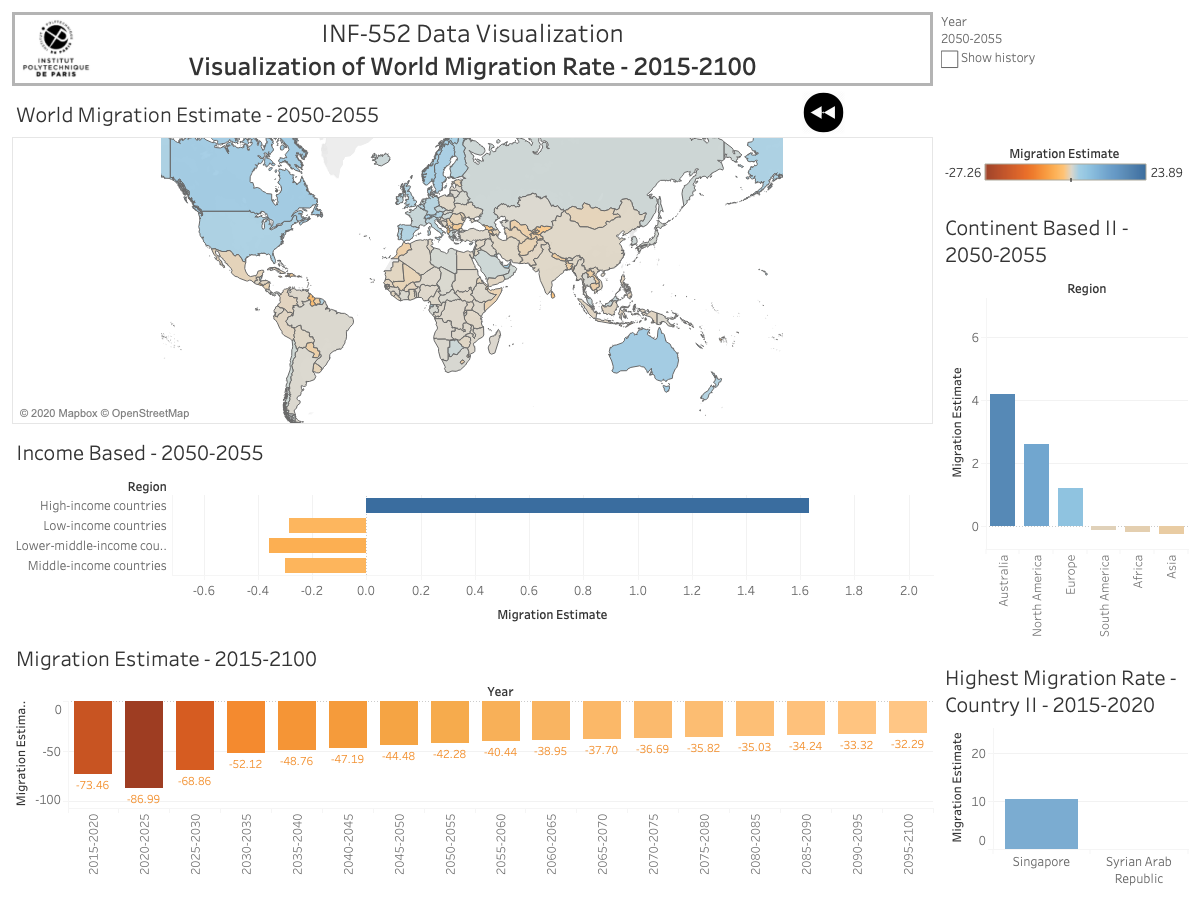 INSTITUT
POLYTECHNIQUE
DE PARIS
INF-552 Data Visualization
Visualization of World Migration Rate - 2015-2100
Year
2050-2055
Show history
World Migration Estimate - 2050-2055
© 2020 Mapbox © OpenStreetMap
Migration Estimate
-27.26 23.89
Continent Based II -
2050-2055
Region
Migration Estimate
6
4
2
0
Australia
North America
Europe
South America
Africa
Asia
Income Based - 2050-2055
Region
High-income countries
Low-income countries
Lower-middle-income cou..
Middle-income countries
-0.6 -0.4 -0.2 0.0 0.2 0.4 0.6 0.8 1.0 1.2 1.4 1.6 1.8 2.0
Migration Estimate
Migration Estimate - 2015-2100
Year
Migration Estima..
0
-50
-100
-73.46 -86.99 -68.86 -52.12 -48.76 -47.19 -44.48 -42.28 -40.44 -38.95 -37.70 -36.69 -35.82 -35.03 -34.24 -33.32 -32.29
2015-2020
2020-2025
2025-2030
2030-2035
2035-2040
2040-2045
2045-2050
2050-2055
2055-2060
2060-2065
2065-2070
2070-2075
2075-2080
2080-2085
2085-2090
2090-2095
2095-2100
Highest Migration Rate -
Country II - 2015-2020
Migration Estimate
20
10
0
Singapore
Syrian Arab
Republic